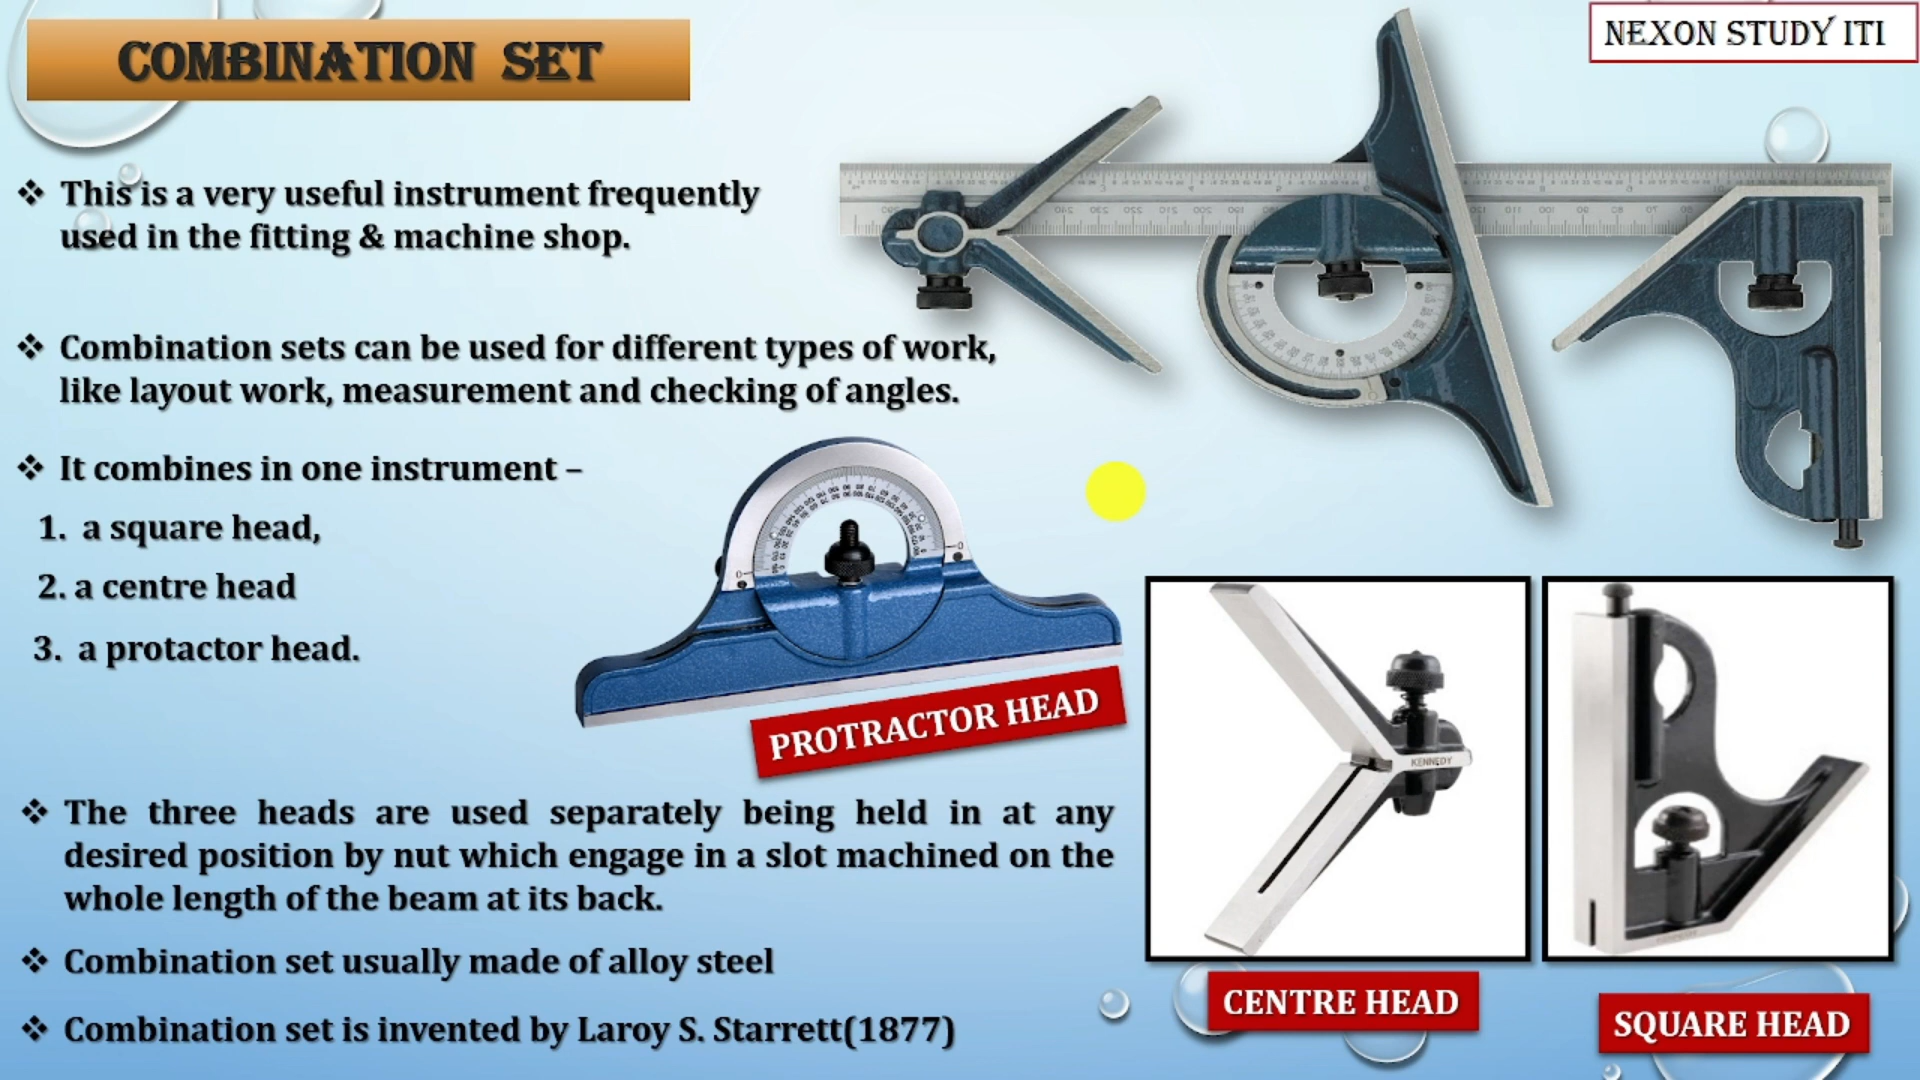 COMBINATION SET
NEXON STUDY ITI
❖ This is a very useful instrument frequently
used in the fitting & machine shop.
❖ Combination sets can be used for different types of work,
like layout work, measurement and checking of angles.
❖ It combines in one instrument –
1. a square head,
2. a centre head
3. a protactor head.
PROTRACTOR HEAD
KENNEDY
❖ The three heads are used separately being held in at any
desired position by nut which engage in a slot machined on the
whole length of the beam at its back.
❖ Combination set usually made of alloy steel
❖ Combination set is invented by Laroy S. Starrett(1877)
CENTRE HEAD
SQUARE HEAD